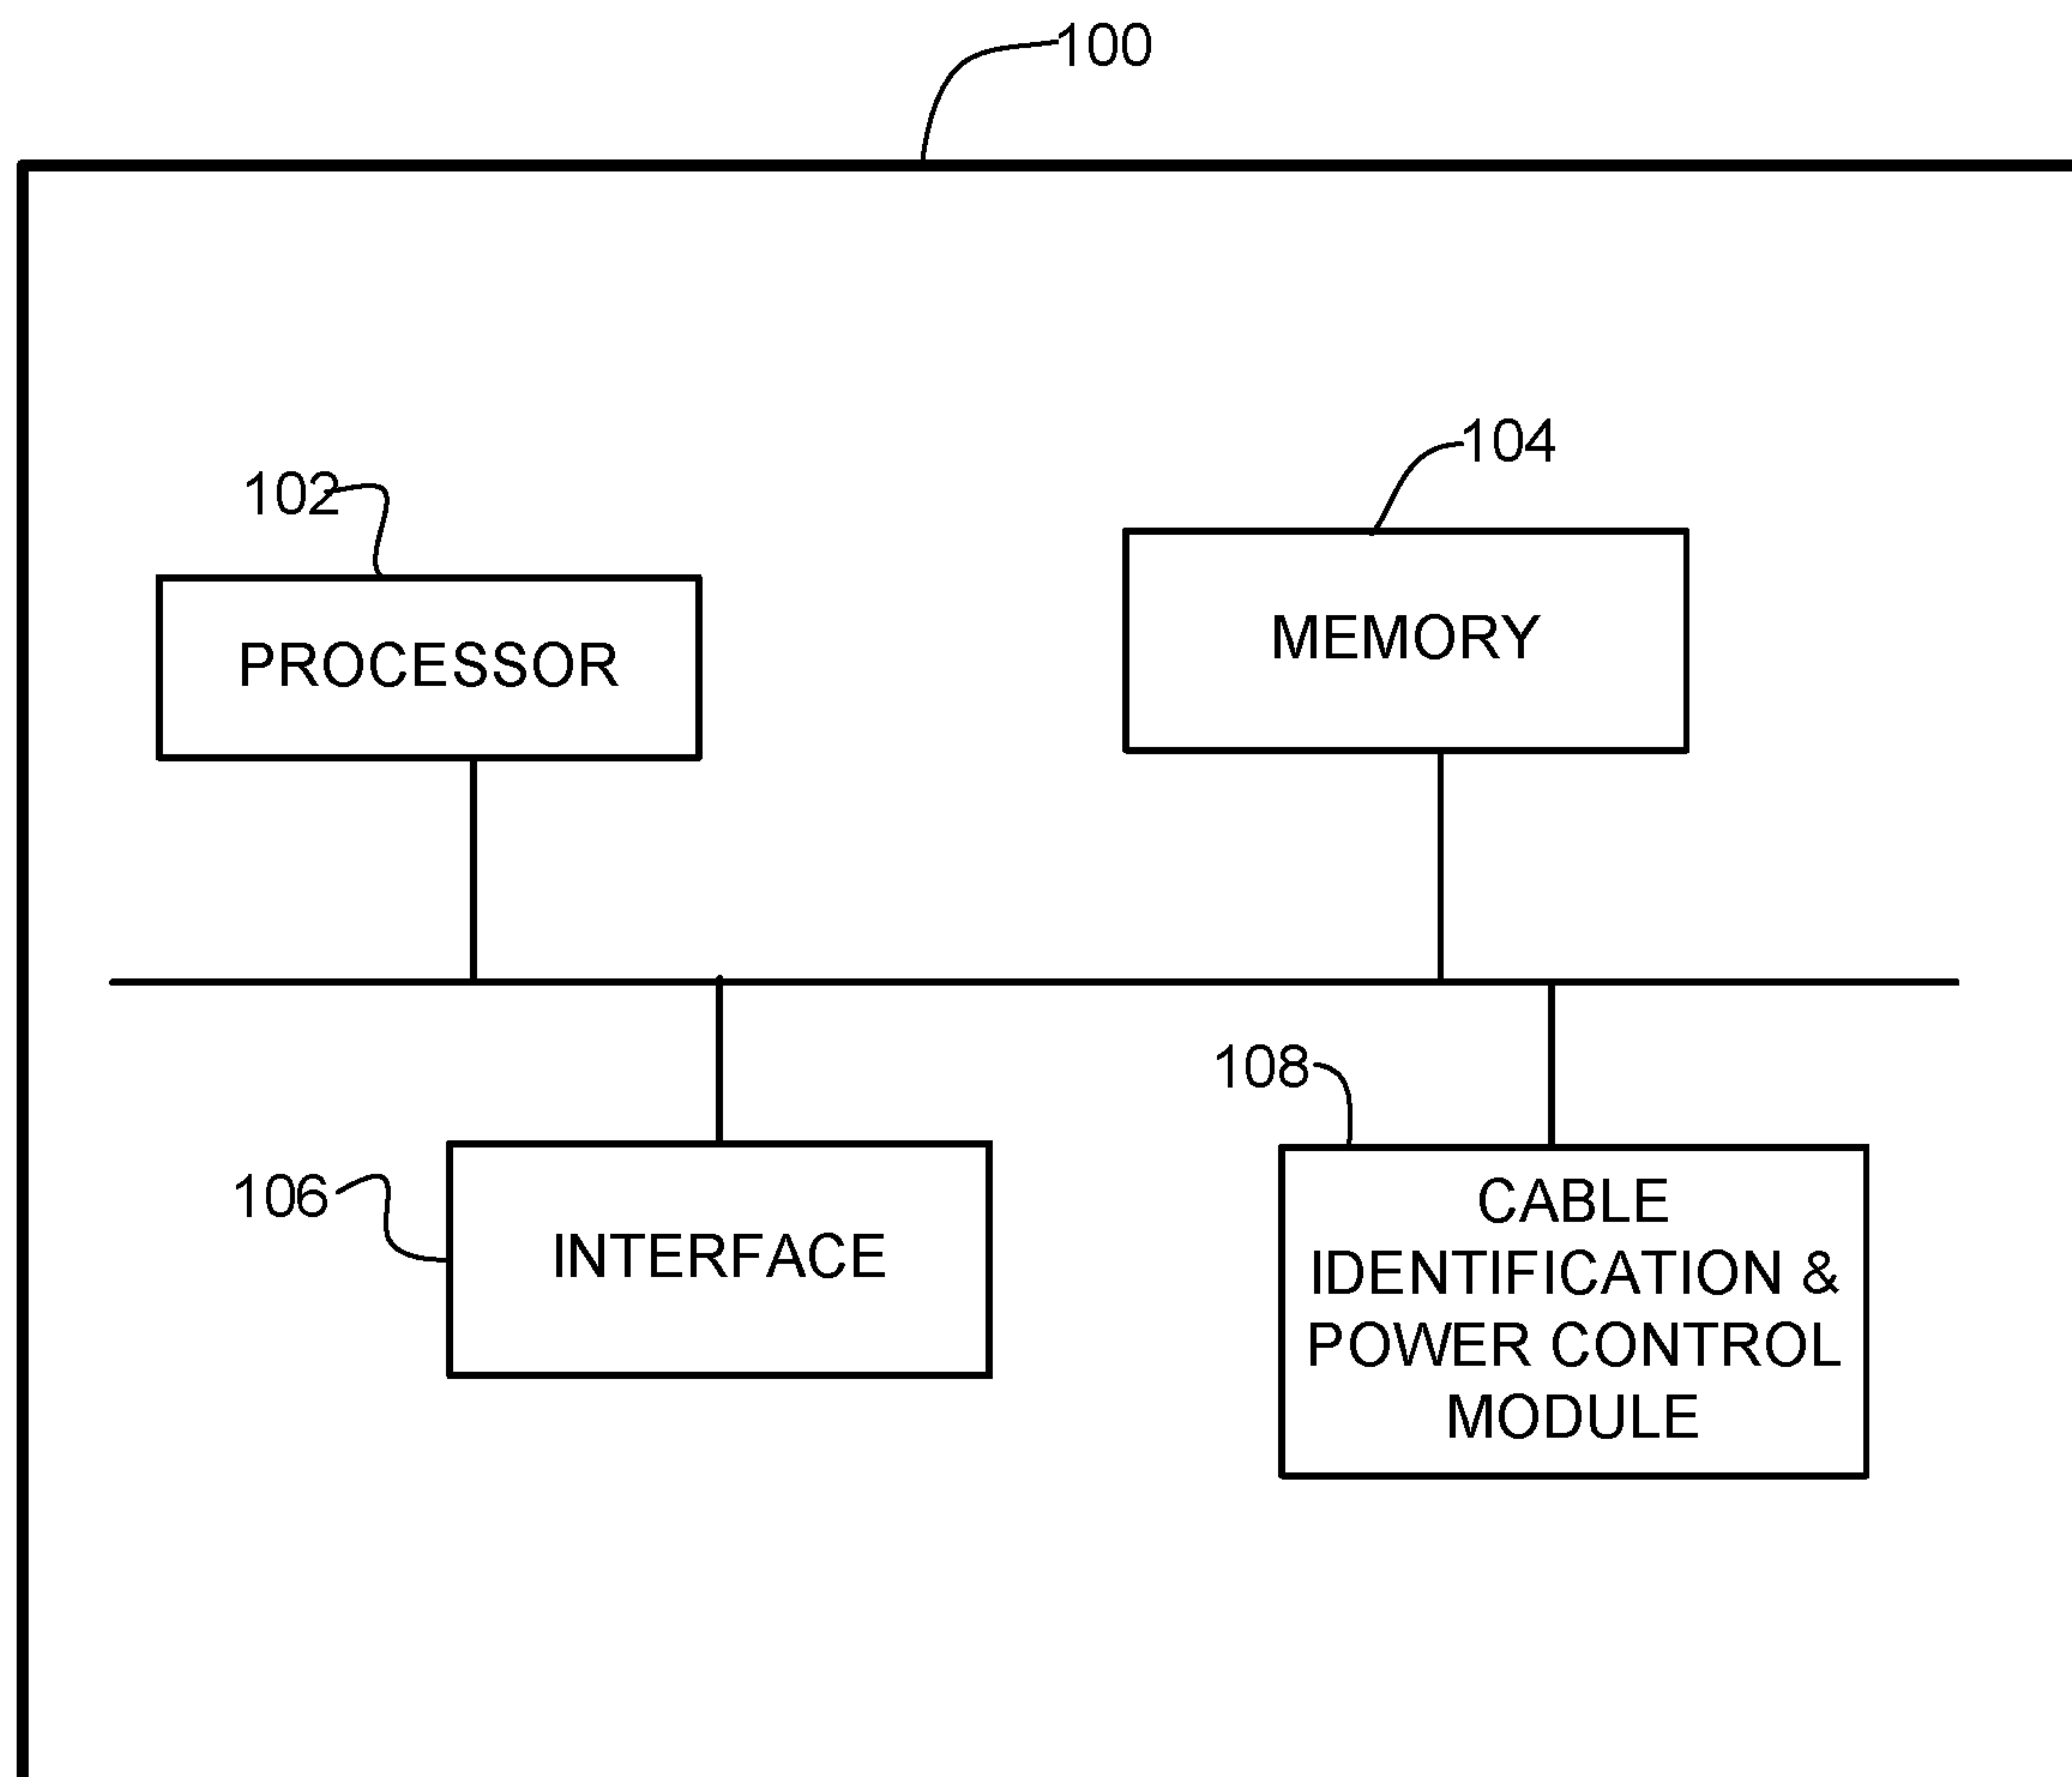 100
104
102
MEMORY
PROCESSOR
108
106
CABLE
IDENTIFICATION &
POWER CONTROL
MODULE
INTERFACE